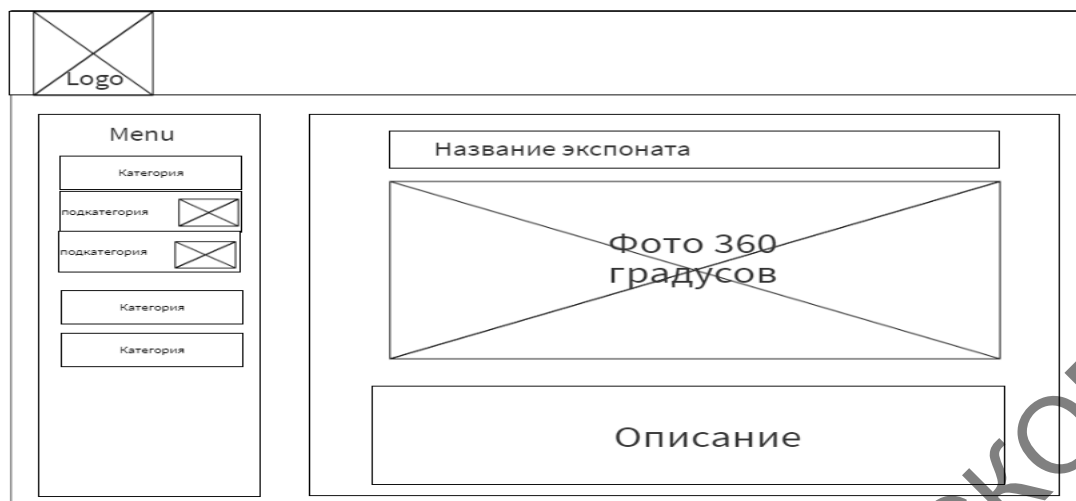 Logo
Menu
Категория
подкатегория
подкатегория
Категория
Категория
Название экспоната
Фото 360
градусов
Описание